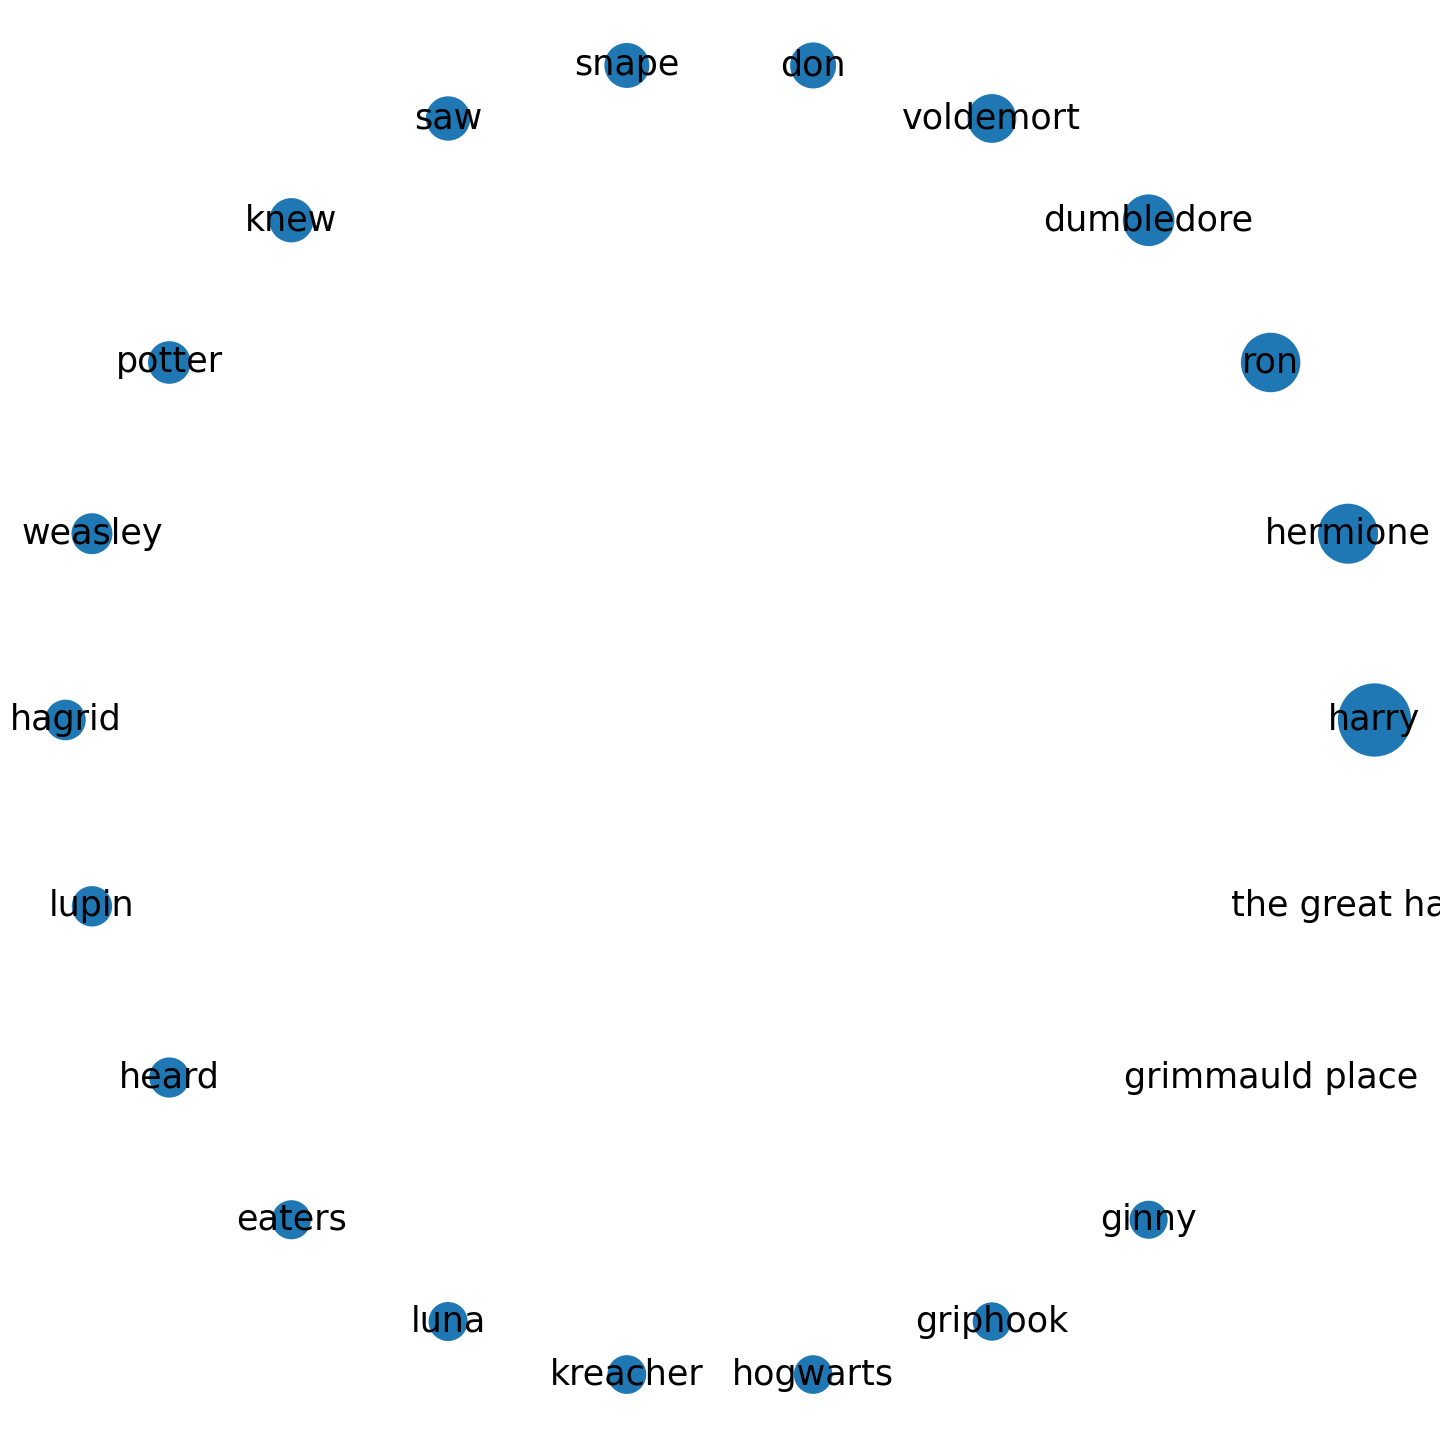 snape
don
saw
voldemort
knew
dumbledore
potter
ron
weasley
hermione
hagrid
harry
lupin
the great ha
heard
grimmauld place
eaters
ginny
luna
griphook
kreacher
hogwarts